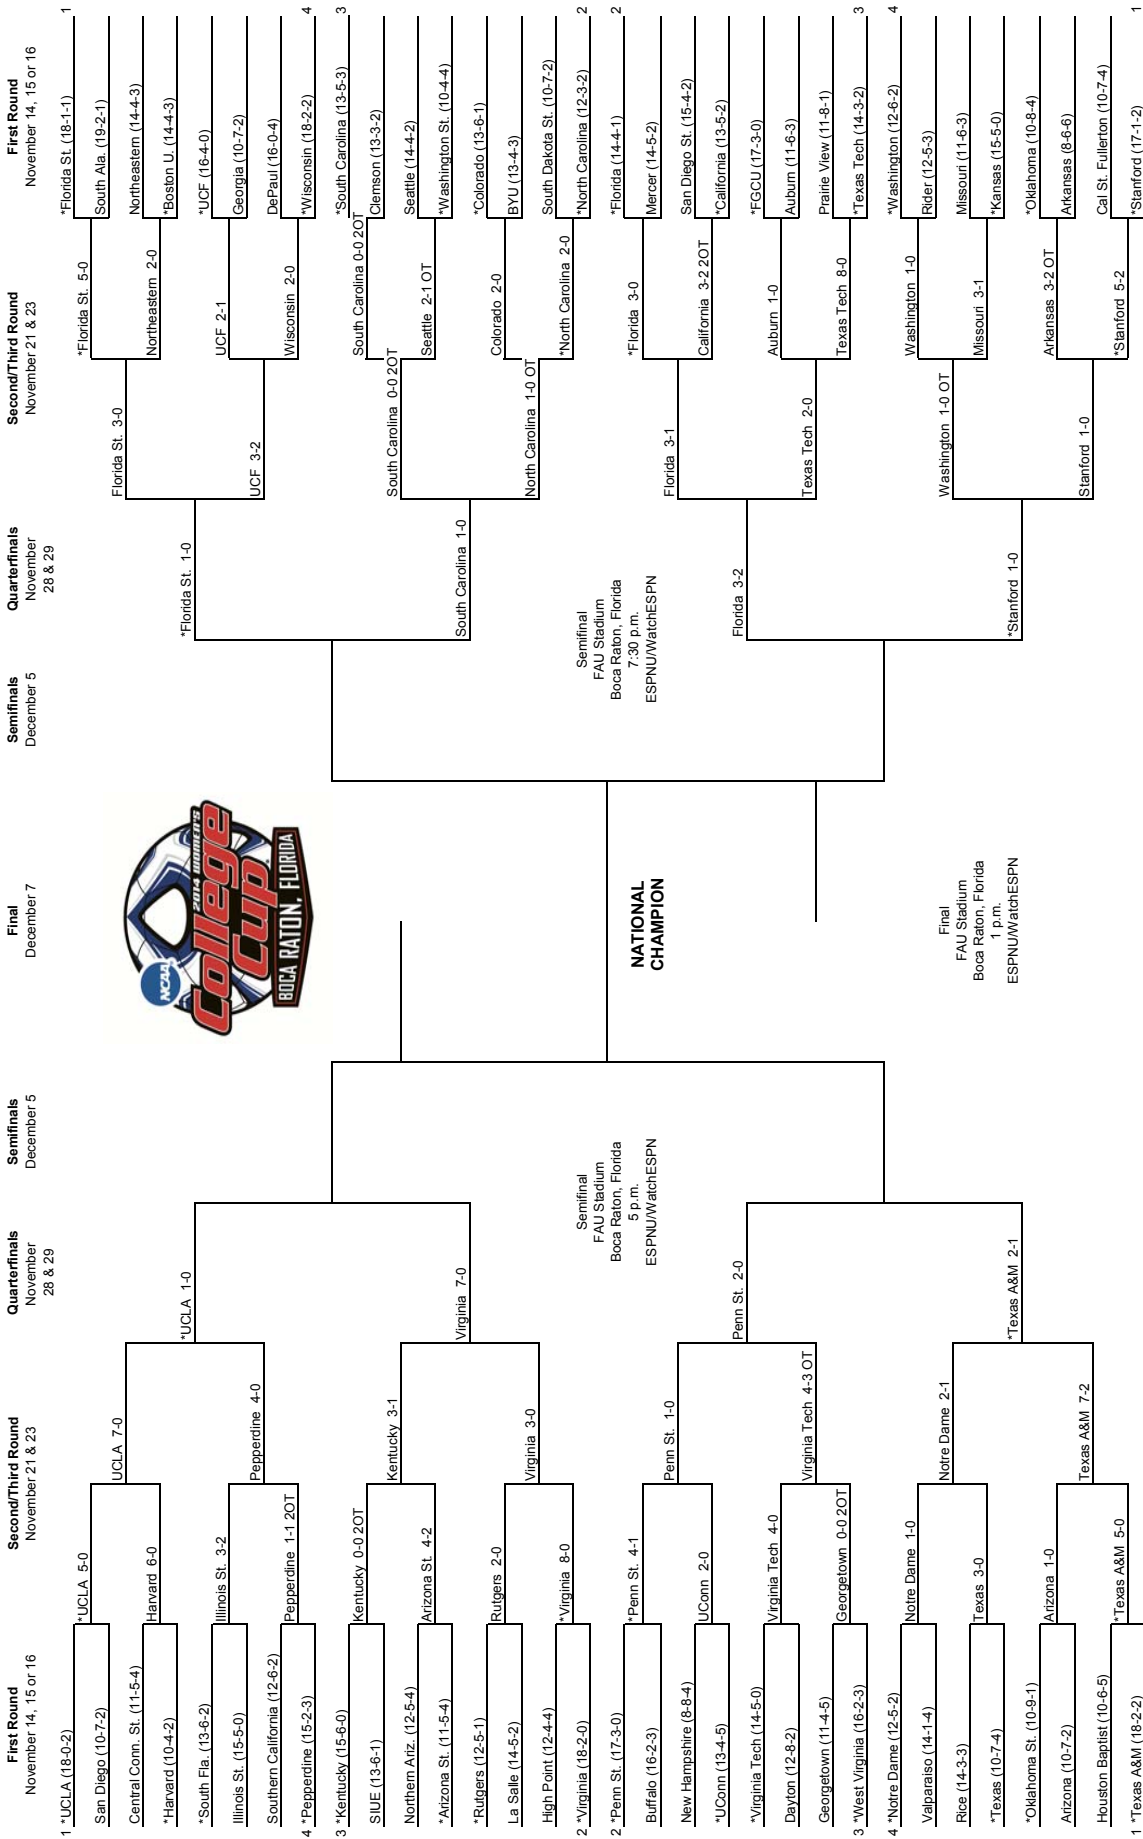 First Round
November 14, 15 or 16
Second/Third Round
November 21 & 23
Quarterfinals
November
28 & 29
Semifinals
December 5
Final
December 7
Semifinals
December 5
Quarterfinals
November
28 & 29
Second/Third Round
November 21 & 23
First Round
November 14, 15 or 16
1 *UCLA (18-0-2)
San Diego (10-7-2)
Central Conn. St. (11-5-4)
*Harvard (10-4-2)
*South Fla. (13-6-2)
Illinois St. (15-5-0)
Southern California (12-6-2)
4 *Pepperdine (15-2-3)
3 *Kentucky (15-6-0)
SIUE (13-6-1)
Northern Ariz. (12-5-4)
*Arizona St. (11-5-4)
*Rutgers (12-5-1)
La Salle (14-5-2)
High Point (12-4-4)
2 *Virginia (18-2-0)
2 *Penn St. (17-3-0)
Buffalo (16-2-3)
New Hampshire (8-8-4)
*UConn (13-4-5)
*Virginia Tech (14-5-0)
Dayton (12-8-2)
Georgetown (11-4-5)
3 *West Virginia (16-2-3)
4 *Notre Dame (12-5-2)
Valparaiso (14-1-4)
Rice (14-3-3)
*Texas (10-7-4)
*Oklahoma St. (10-9-1)
Arizona (10-7-2)
Houston Baptist (10-6-5)
1 *Texas A&M (18-2-2)
*UCLA 5-0
Harvard 6-0
Illinois St. 3-2
Pepperdine 1-1 2OT
Kentucky 0-0 2OT
Arizona St. 4-2
Rutgers 2-0
*Virginia 8-0
*Penn St. 4-1
UConn 2-0
Virginia Tech 4-0
Georgetown 0-0 2OT
Notre Dame 1-0
Texas 3-0
Arizona 1-0
*Texas A&M 5-0
UCLA 7-0
Pepperdine 4-0
Kentucky 3-1
Virginia 3-0
Penn St. 1-0
Virginia Tech 4-3 OT
Notre Dame 2-1
Texas A&M 7-2
*UCLA 1-0
Virginia 7-0
Penn St. 2-0
*Texas A&M 2-1
Semifinal
FAU Stadium
Boca Raton, Florida
5 p.m.
ESPNU/WatchESPN
NCAA
2014 WOMEN'S
College
Cup
BOCA RATON, FLORIDA
NATIONAL
CHAMPION
Final
FAU Stadium
Boca Raton, Florida
1 p.m.
ESPNU/WatchESPN
Semifinal
FAU Stadium
Boca Raton, Florida
7:30 p.m.
ESPNU/WatchESPN
*Florida St. 1-0
South Carolina 1-0
Florida 3-2
*Stanford 1-0
Florida St. 3-0
UCF 3-2
South Carolina 0-0 2OT
North Carolina 1-0 OT
Florida 3-1
Texas Tech 2-0
Washington 1-0 OT
Stanford 1-0
*Florida St. 5-0
Northeastern 2-0
UCF 2-1
Wisconsin 2-0
South Carolina 0-0 2OT
Seattle 2-1 OT
Colorado 2-0
*North Carolina 2-0
*Florida 3-0
California 3-2 2OT
Auburn 1-0
Texas Tech 8-0
Washington 1-0
Missouri 3-1
Arkansas 3-2 OT
*Stanford 5-2
*Florida St. (18-1-1) 1
South Ala. (19-2-1)
Northeastern (14-4-3)
*Boston U. (14-4-3)
*UCF (16-4-0)
Georgia (10-7-2)
DePaul (16-0-4)
*Wisconsin (18-2-2) 4
*South Carolina (13-5-3) 3
Clemson (13-3-2)
Seattle (14-4-2)
*Washington St. (10-4-4)
*Colorado (13-6-1)
BYU (13-4-3)
South Dakota St. (10-7-2)
*North Carolina (12-3-2) 2
*Florida (14-4-1) 2
Mercer (14-5-2)
San Diego St. (15-4-2)
*California (13-5-2)
*FGCU (17-3-0)
Auburn (11-6-3)
Prairie View (11-8-1)
*Texas Tech (14-3-2) 3
*Washington (12-6-2) 4
Rider (12-5-3)
Missouri (11-6-3)
*Kansas (15-5-0)
*Oklahoma (10-8-4)
Arkansas (8-6-6)
Cal St. Fullerton (10-7-4)
*Stanford (17-1-2) 1